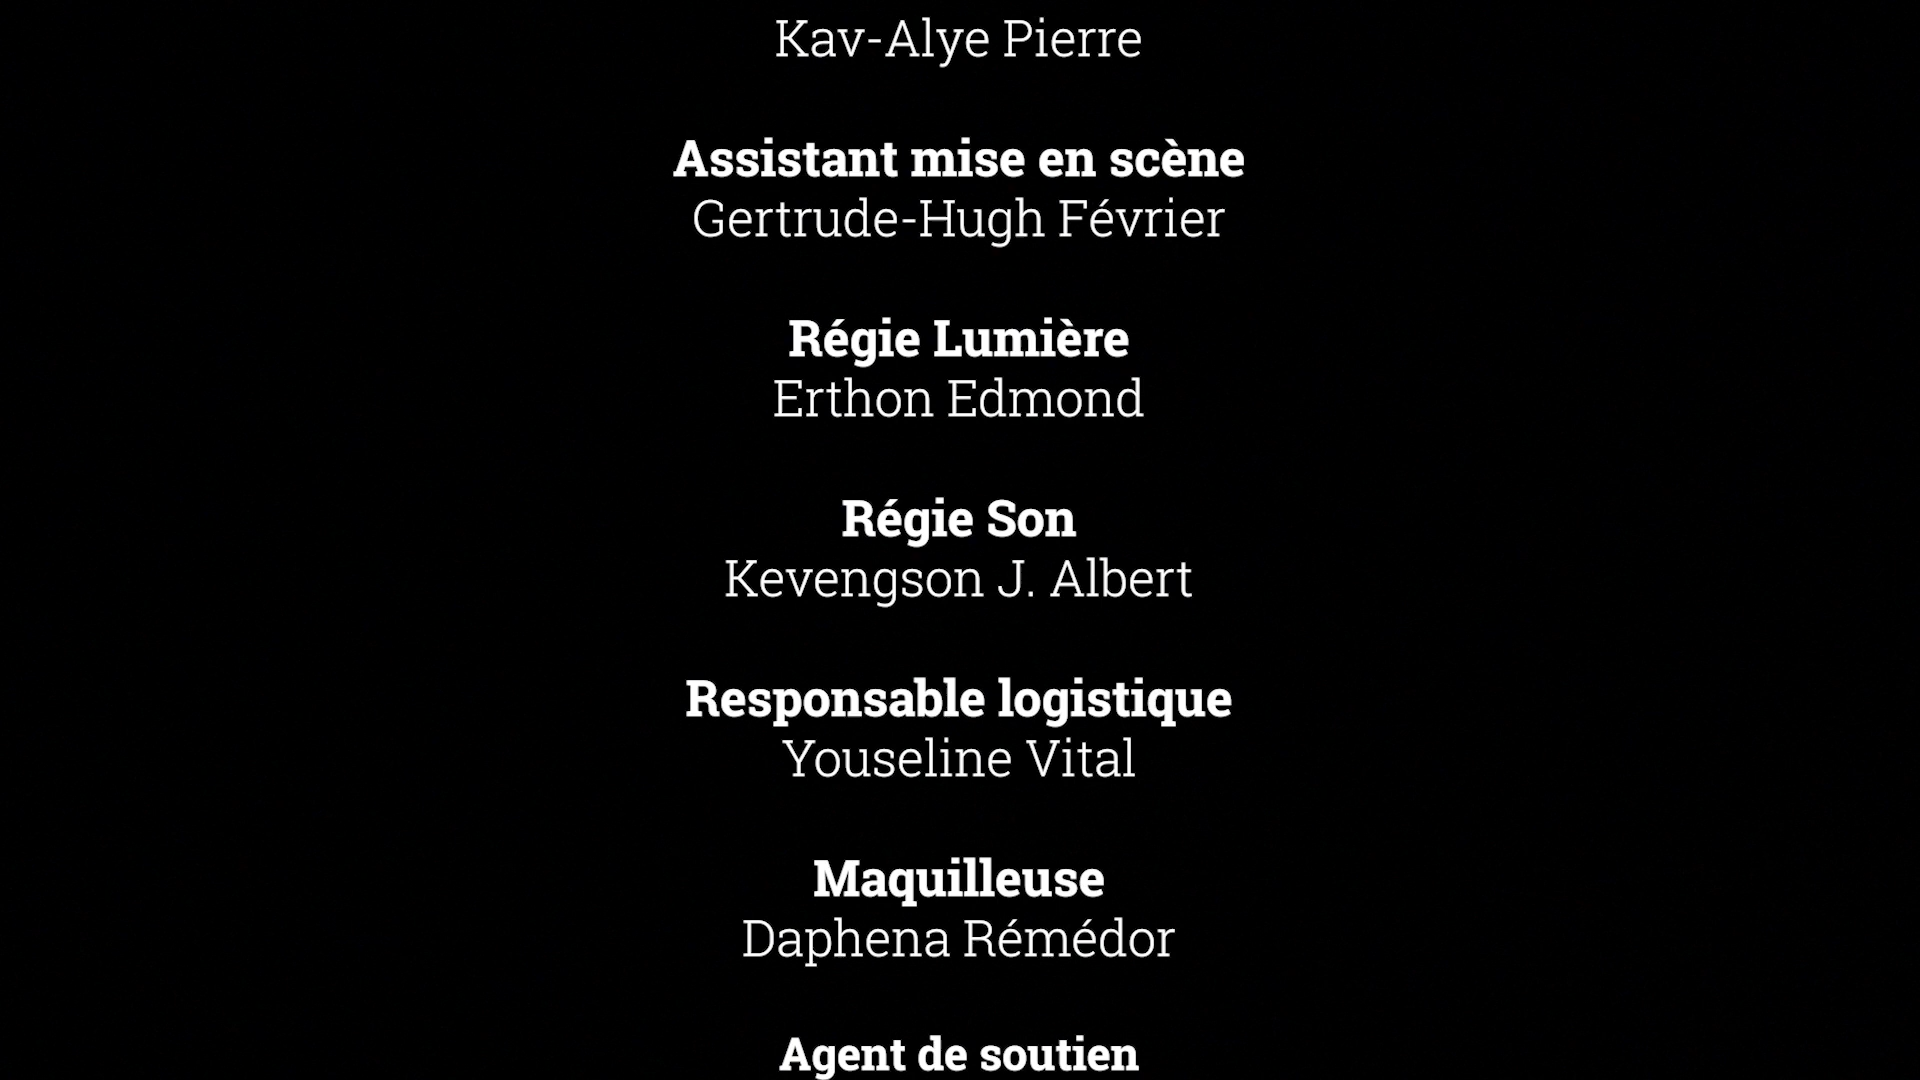 Kav-Alye Pierre
Assistant mise en scène
Gertrude-Hugh Février
Régie Lumière
Erthon Edmond
Régie Son
Kevengson J. Albert
Responsable logistique
Youseline Vital
Maquilleuse
Daphena Rémédor
Agent de soutien